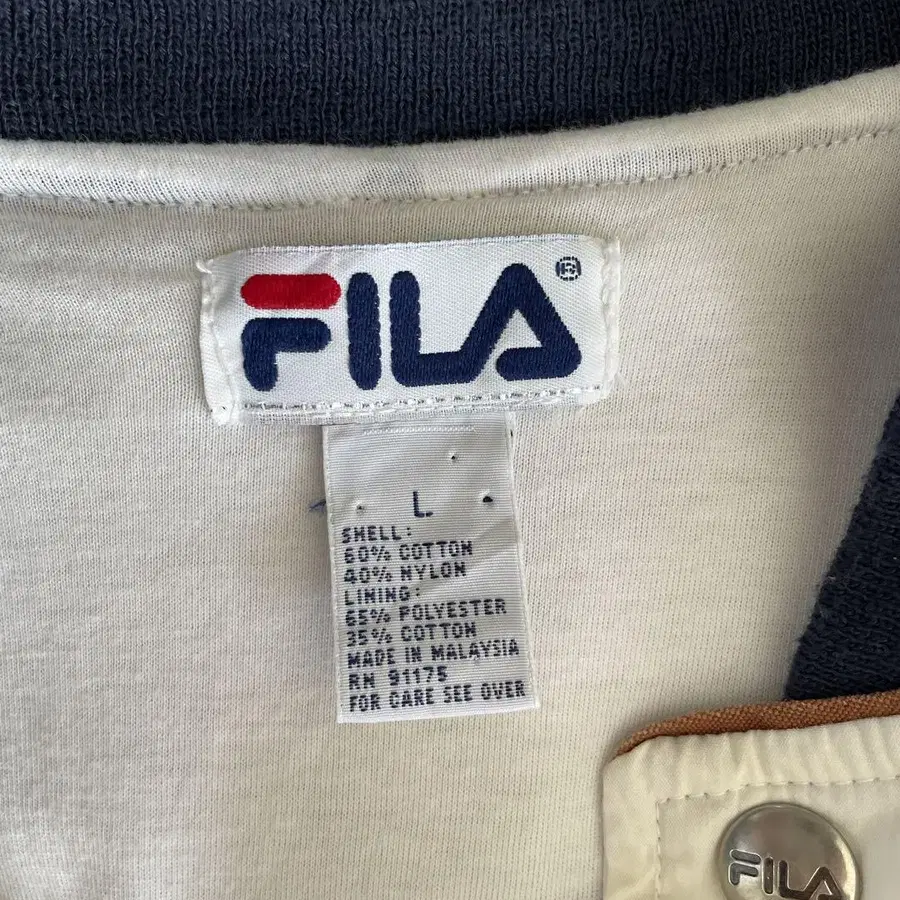 FILA®
L
SHELL:
60% COTTON
40% NYLON
LINING:
65% POLYESTER
35% COTTON
MADE IN MALAYSIA
RN 91175
FOR CARE SEE OVER
FILA